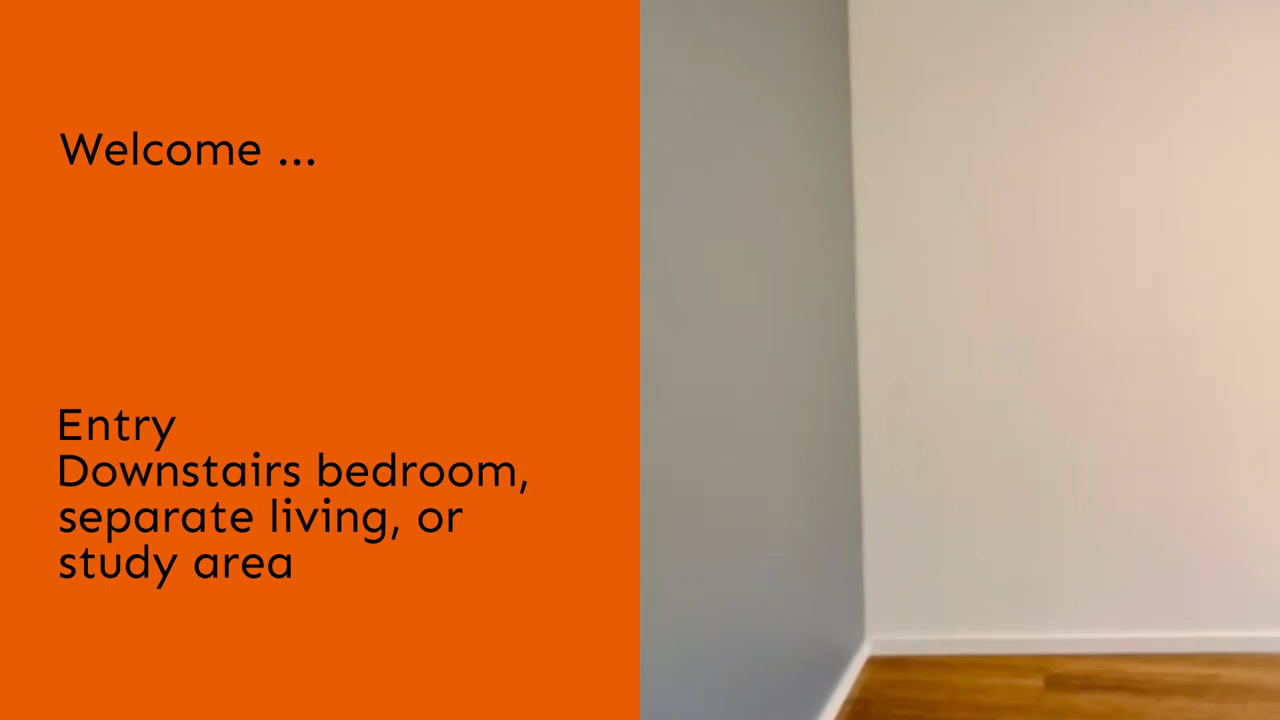 Welcome ...
Entry
Downstairs bedroom,
separate living, or
study area